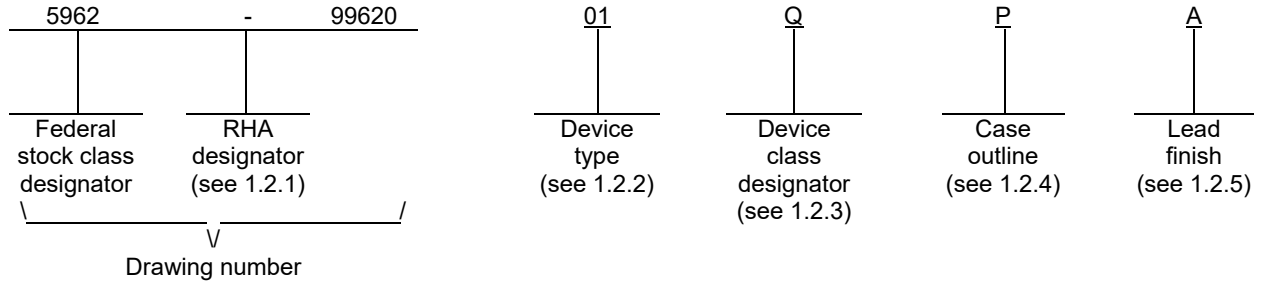 5962 - 99620 01 Q P A
Federal stock class designator
RHA designator (see 1.2.1)
Device type (see 1.2.2)
Device class designator (see 1.2.3)
Case outline (see 1.2.4)
Lead finish (see 1.2.5)
\ /
\/
Drawing number